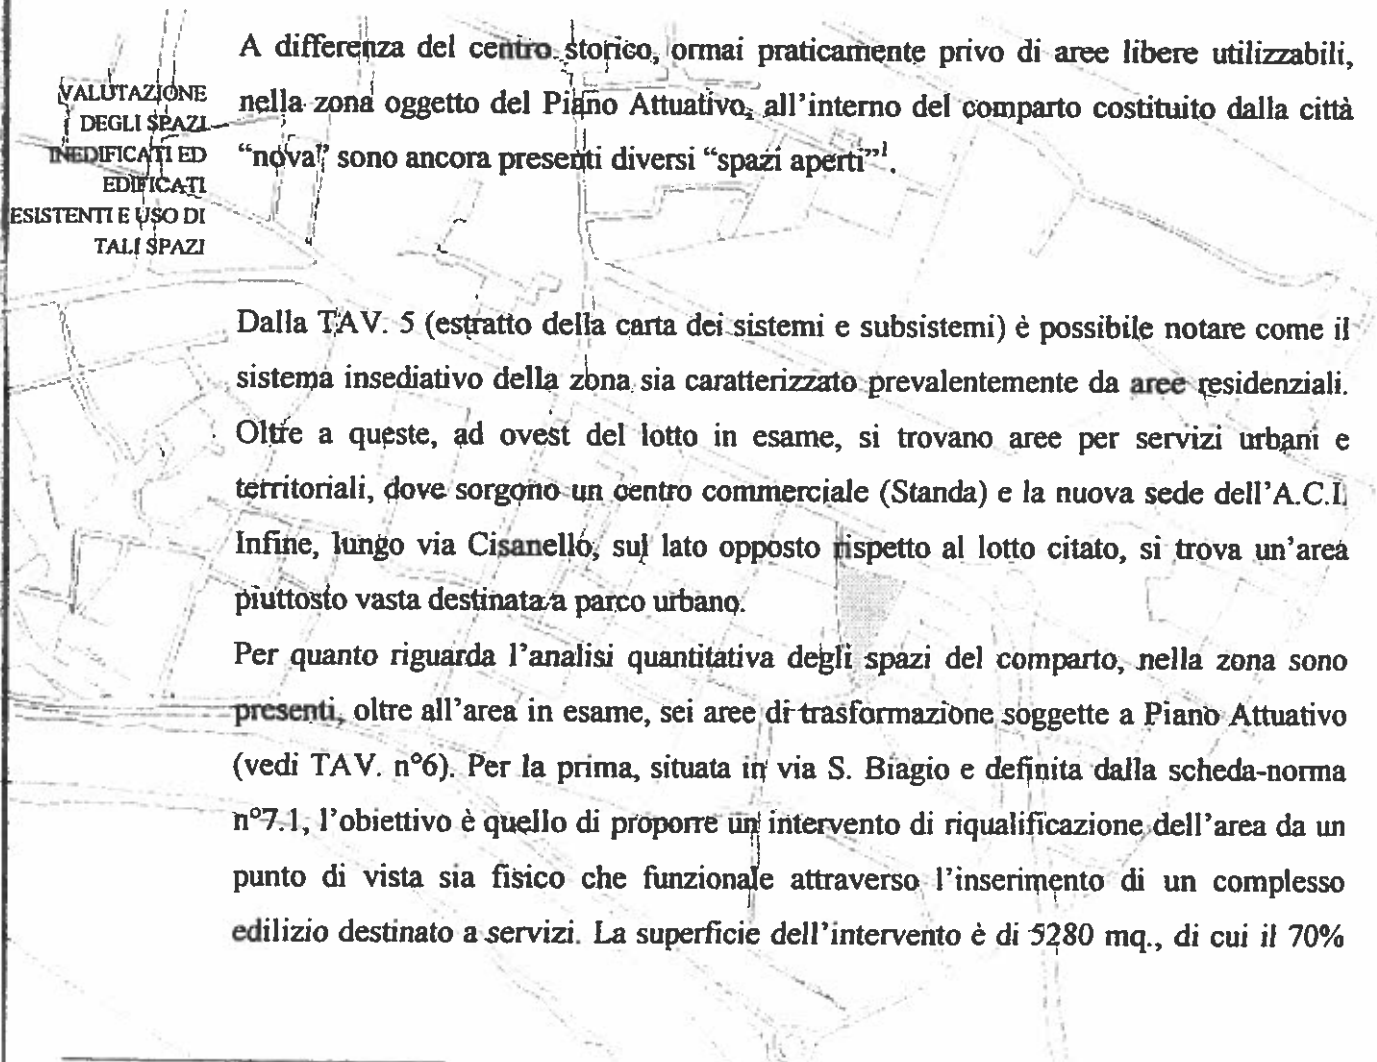 VALUTAZIONE
DEGLI SPAZI
INEDIFICATI ED
EDIFICATI
ESISTENTI E USO DI
TALI SPAZI
A differenza del centro storico, ormai praticamente privo di aree libere utilizzabili,
nella zona oggetto del Piano Attuativo, all'interno del comparto costituito dalla città
“nova” sono ancora presenti diversi “spazi aperti”¹.
Dalla TAV. 5 (estratto della carta dei sistemi e subsistemi) è possibile notare come il
sistema insediativo della zona sia caratterizzato prevalentemente da aree residenziali.
Oltre a queste, ad ovest del lotto in esame, si trovano aree per servizi urbani e
territoriali, dove sorgono un centro commerciale (Standa) e la nuova sede dell'A.C.I.
Infine, lungo via Cisanello, sul lato opposto rispetto al lotto citato, si trova un'area
piuttosto vasta destinata a parco urbano.
Per quanto riguarda l'analisi quantitativa degli spazi del comparto, nella zona sono
presenti, oltre all'area in esame, sei aree di trasformazione soggette a Piano Attuativo
(vedi TAV. n°6). Per la prima, situata in via S. Biagio e definita dalla scheda-norma
n°7.1, l'obiettivo è quello di proporre un intervento di riqualificazione dell'area da un
punto di vista sia fisico che funzionale attraverso l'inserimento di un complesso
edilizio destinato a servizi. La superficie dell'intervento è di 5280 mq., di cui il 70%